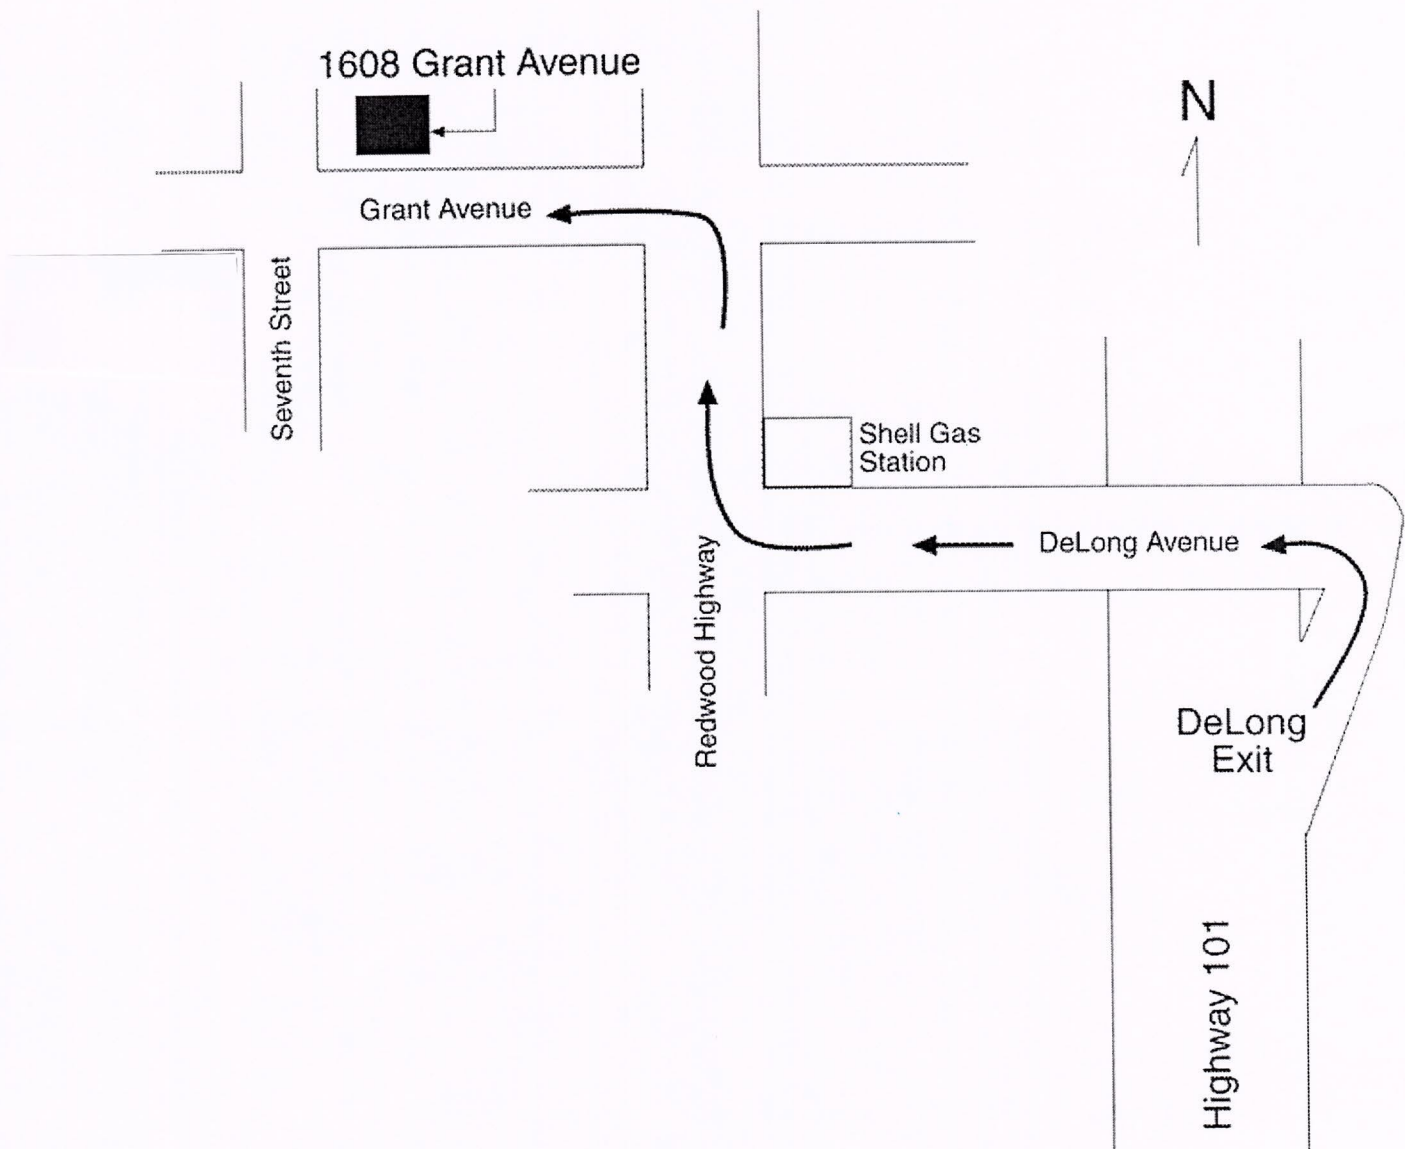 1608 Grant Avenue
N
Grant Avenue
Seventh Street
Shell Gas
Station
DeLong Avenue
Redwood Highway
DeLong
Exit
Highway 101